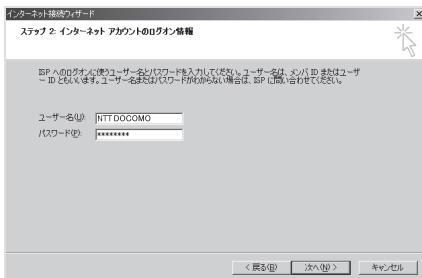 インターネット接続ウィザード
ステップ 2: インターネット アカウントのログオン情報
ISP へのログオンに使うユーザー名とパスワードを入力してください。ユーザー名は、メンバ ID またはユーザ
ー ID ともいいます。ユーザー名またはパスワードがわからない場合は、ISP に問い合わせてください。
ユーザー名(U): NTT DOCOMO
パスワード(P): ********
< 戻る(B) 次へ(N) > キャンセル